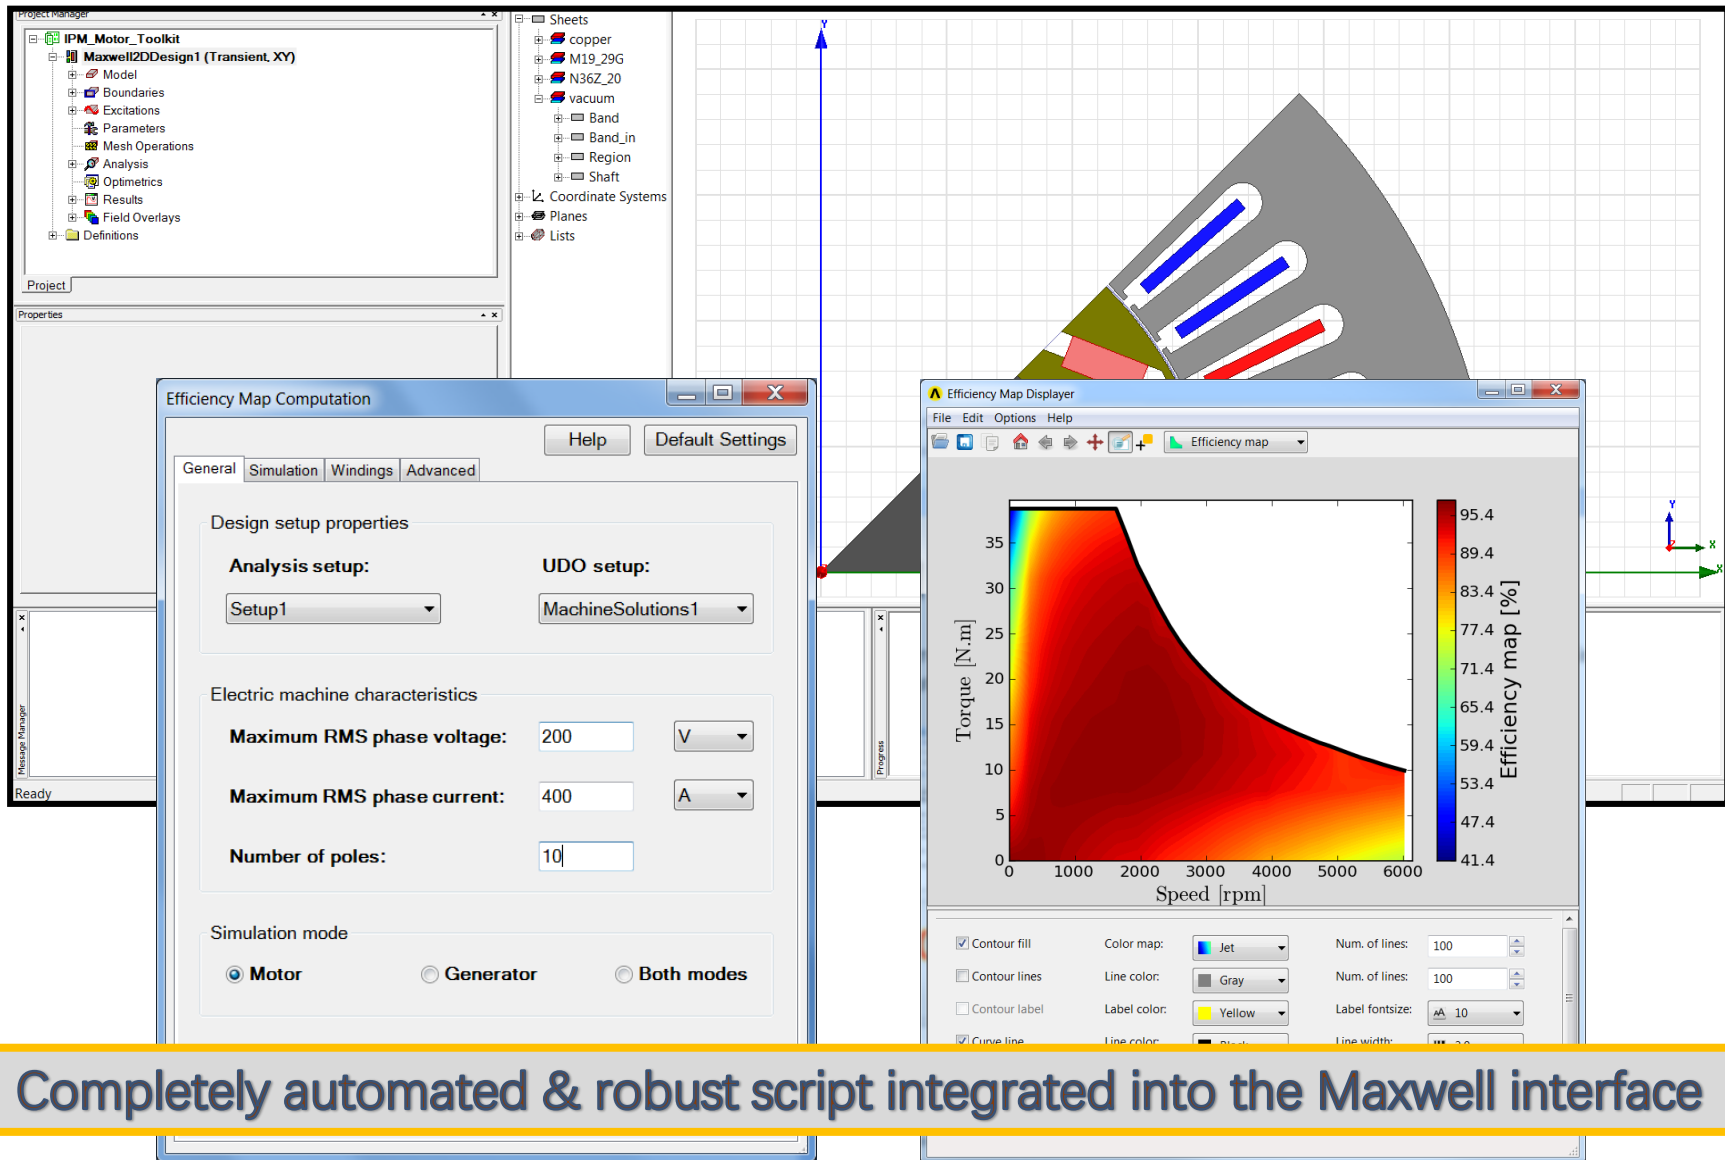 Project Manager
IPM_Motor_Toolkit
Maxwell2DDesign1 (Transient, XY)
Model
Boundaries
Excitations
Parameters
Mesh Operations
Analysis
Optimetrics
Results
Field Overlays
Definitions
Project
Properties
Sheets
copper
M19_29G
N36Z_20
vacuum
Band
Band_in
Region
Shaft
Coordinate Systems
Planes
Lists
Y
Y
X
Z
X
Message Manager
Progress
Ready
Efficiency Map Computation
Help
Default Settings
General
Simulation
Windings
Advanced
Design setup properties
Analysis setup:
UDO setup:
Setup1
MachineSolutions1
Electric machine characteristics
Maximum RMS phase voltage:
200
V
Maximum RMS phase current:
400
A
Number of poles:
10
Simulation mode
Motor
Generator
Both modes
Efficiency Map Displayer
File Edit Options Help
Efficiency map
35
30
25
20
15
10
5
0
Torque [N.m]
0 1000 2000 3000 4000 5000 6000
Speed [rpm]
95.4
89.4
83.4
77.4
71.4
65.4
59.4
53.4
47.4
41.4
Efficiency map [%]
Contour fill
Color map:
Jet
Num. of lines:
100
Contour lines
Line color:
Gray
Num. of lines:
100
Contour label
Label color:
Yellow
Label fontsize:
10
Curve line
Line color:
Black
Line width:
Completely automated & robust script integrated into the Maxwell interface